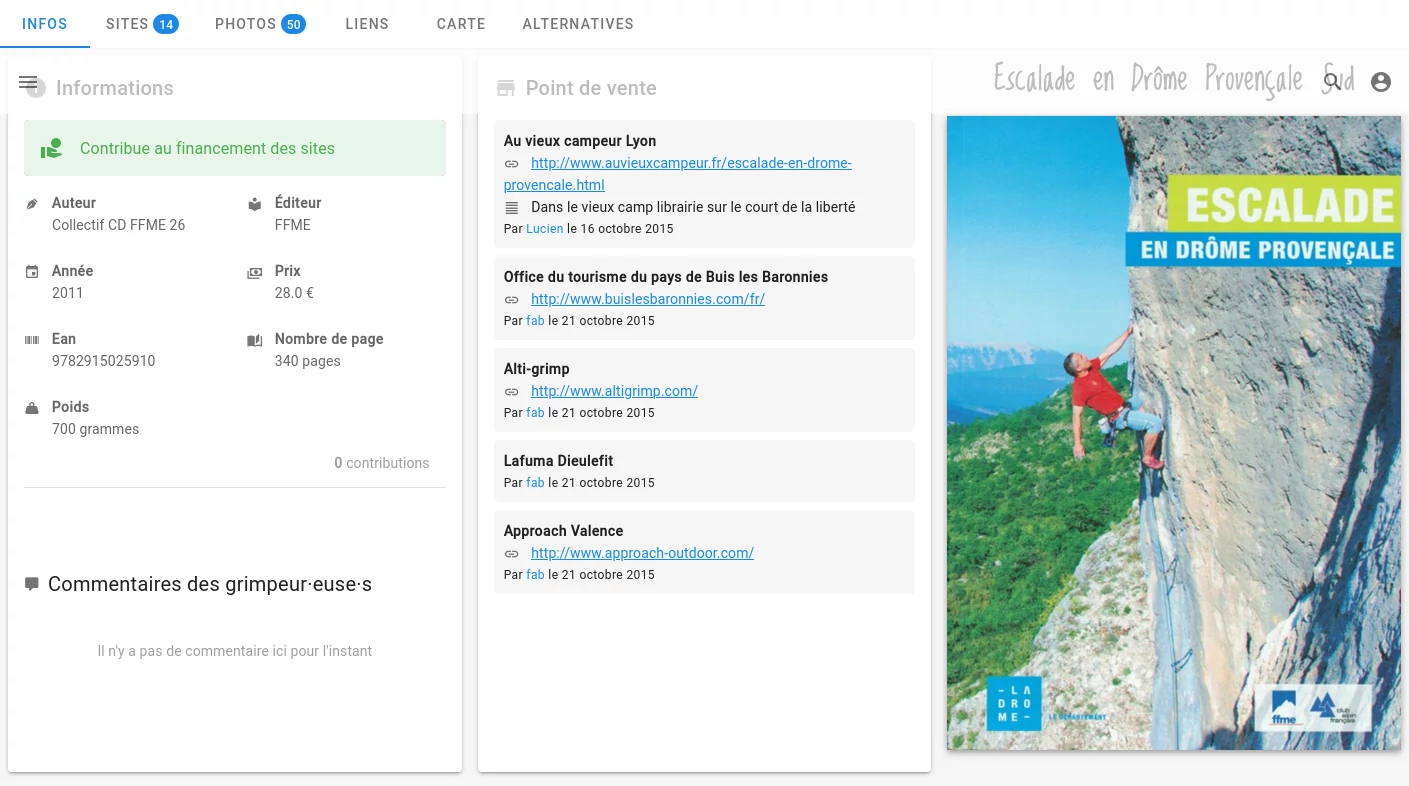 INFOS
SITES 14
PHOTOS 50
LIENS
CARTE
ALTERNATIVES
Escalade en Drôme Provençale Sud
Informations
Contribue au financement des sites
Auteur
Collectif CD FFME 26
Éditeur
FFME
Année
2011
Prix
28.0 €
Ean
9782915025910
Nombre de page
340 pages
Poids
700 grammes
0 contributions
Commentaires des grimpeur·euse·s
Il n'y a pas de commentaire ici pour l'instant
Point de vente
Au vieux campeur Lyon
http://www.auvieuxcampeur.fr/escalade-en-drome-
provencale.html
Dans le vieux camp librairie sur le court de la liberté
Par Lucien le 16 octobre 2015
Office du tourisme du pays de Buis les Baronnies
http://www.buislesbaronnies.com/fr/
Par fab le 21 octobre 2015
Alti-grimp
http://www.altigrimp.com/
Par fab le 21 octobre 2015
Lafuma Dieulefit
Par fab le 21 octobre 2015
Approach Valence
http://www.approach-outdoor.com/
Par fab le 21 octobre 2015
ESCALADE
EN DRÔME PROVENÇALE
- L A
D R O
M E -
LE DÉPARTEMENT
ffme
club
alpin
français